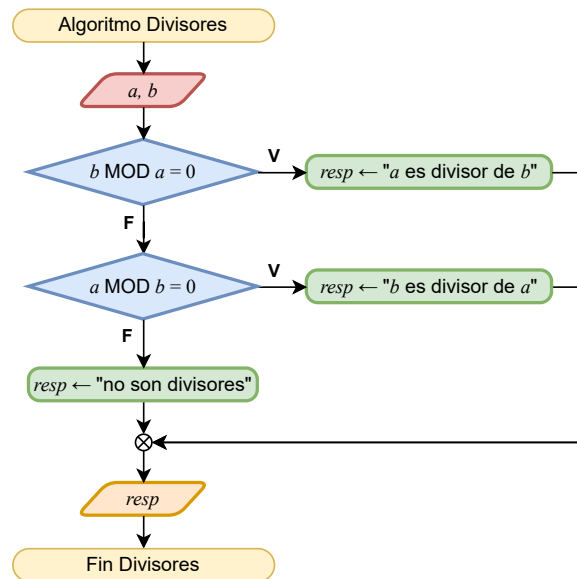 Algoritmo Divisores
a, b
b MOD a = 0
V
resp ← "a es divisor de b"
F
a MOD b = 0
V
resp ← "b es divisor de a"
F
resp ← "no son divisores"
resp
Fin Divisores